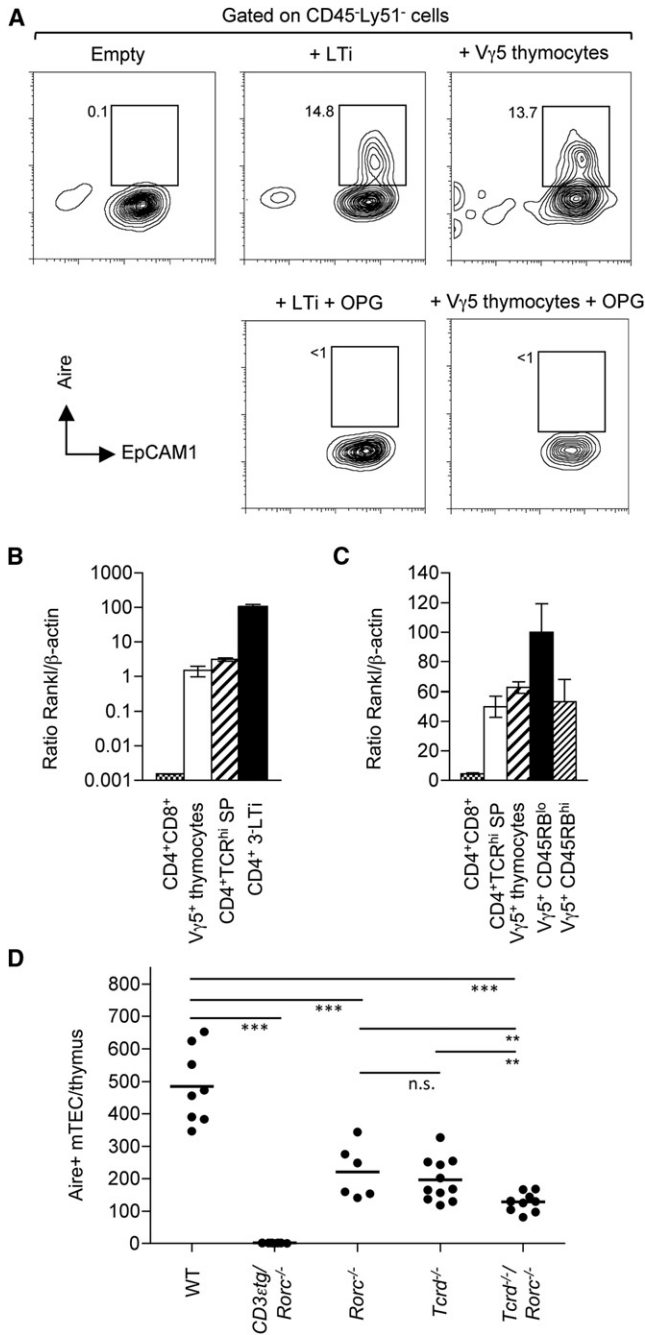 A
Gated on CD45⁻Ly51⁻ cells
Empty
+ LTi
+ Vγ5 thymocytes
0.1
14.8
13.7
+ LTi + OPG
+ Vγ5 thymocytes + OPG
<1
<1
Aire
EpCAM1
B
Ratio Rankl/β-actin
1000
100
10
1
0.1
0.01
0.001
CD4⁺CD8⁺
Vγ5⁺ thymocytes
CD4⁺TCRʰⁱ SP
CD4⁺ 3⁻LTi
C
Ratio Rankl/β-actin
140
120
100
80
60
40
20
0
CD4⁺CD8⁺
CD4⁺TCRʰⁱ SP
Vγ5⁺ thymocytes
Vγ5⁺ CD45RBˡᵒ
Vγ5⁺ CD45RBʰⁱ
D
Aire+ mTEC/thymus
800
700
600
500
400
300
200
100
0
***
***
***
**
**
n.s.
WT
CD3εtg/
Rorc⁻/⁻
Rorc⁻/⁻
Tcrd⁻/⁻
Tcrd⁻/⁻/
Rorc⁻/⁻